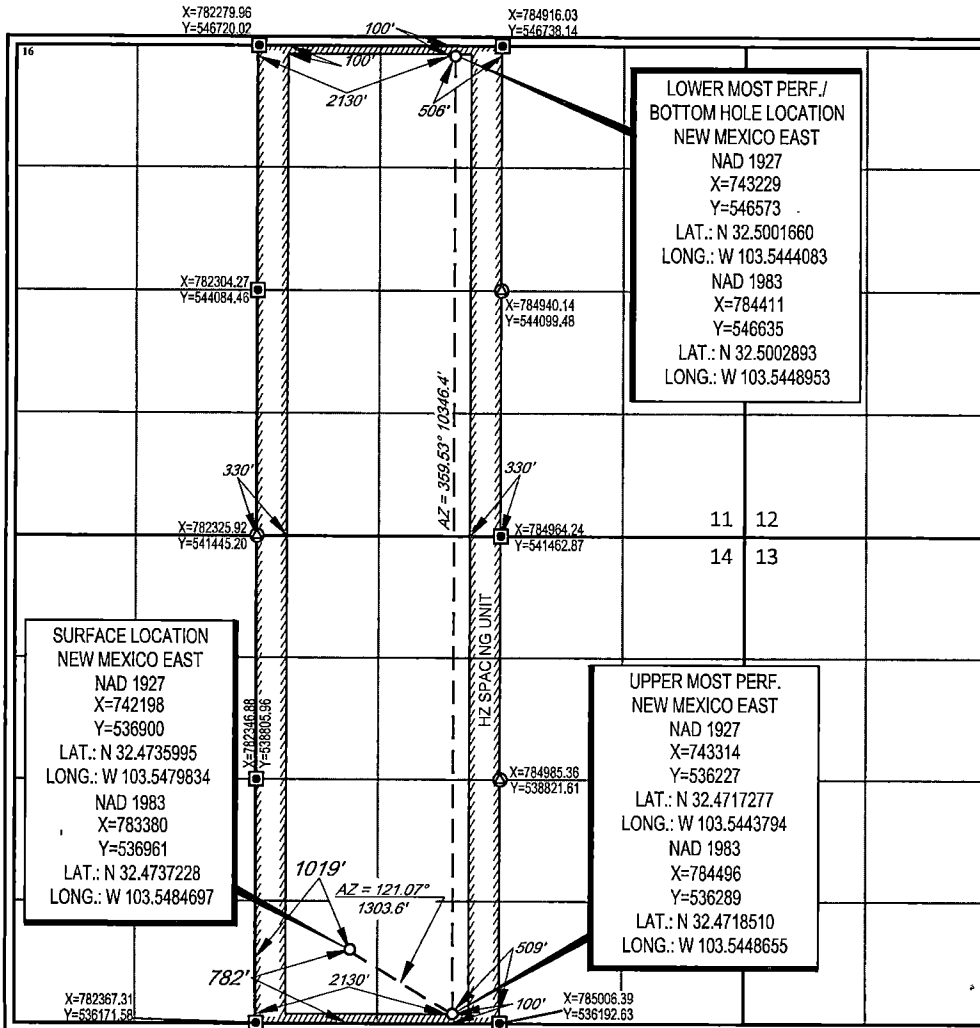 X=782279.96
Y=546720.02
X=784916.03
Y=546738.14
16
100'
100'
2130'
506'
LOWER MOST PERF./
BOTTOM HOLE LOCATION
NEW MEXICO EAST
NAD 1927
X=743229
Y=546573
LAT.: N 32.5001660
LONG.: W 103.5444083
NAD 1983
X=784411
Y=546635
LAT.: N 32.5002893
LONG.: W 103.5448953
X=782304.27
Y=544084.46
X=784940.14
Y=544099.48
AZ = 359.53° 10346.4'
330'
330'
X=782325.92
Y=541445.20
X=784964.24
Y=541462.87
11 12
14 13
SURFACE LOCATION
NEW MEXICO EAST
NAD 1927
X=742198
Y=536900
LAT.: N 32.4735995
LONG.: W 103.5479834
NAD 1983
X=783380
Y=536961
LAT.: N 32.4737228
LONG.: W 103.5484697
X=782346.88
Y=538805.96
HZ SPACING UNIT
X=784985.36
Y=538821.61
UPPER MOST PERF.
NEW MEXICO EAST
NAD 1927
X=743314
Y=536227
LAT.: N 32.4717277
LONG.: W 103.5443794
NAD 1983
X=784496
Y=536289
LAT.: N 32.4718510
LONG.: W 103.5448655
1019'
AZ = 121.07°
1303.6'
782'
2130'
509'
100'
X=782367.31
Y=536171.58
X=785006.39
Y=536192.63